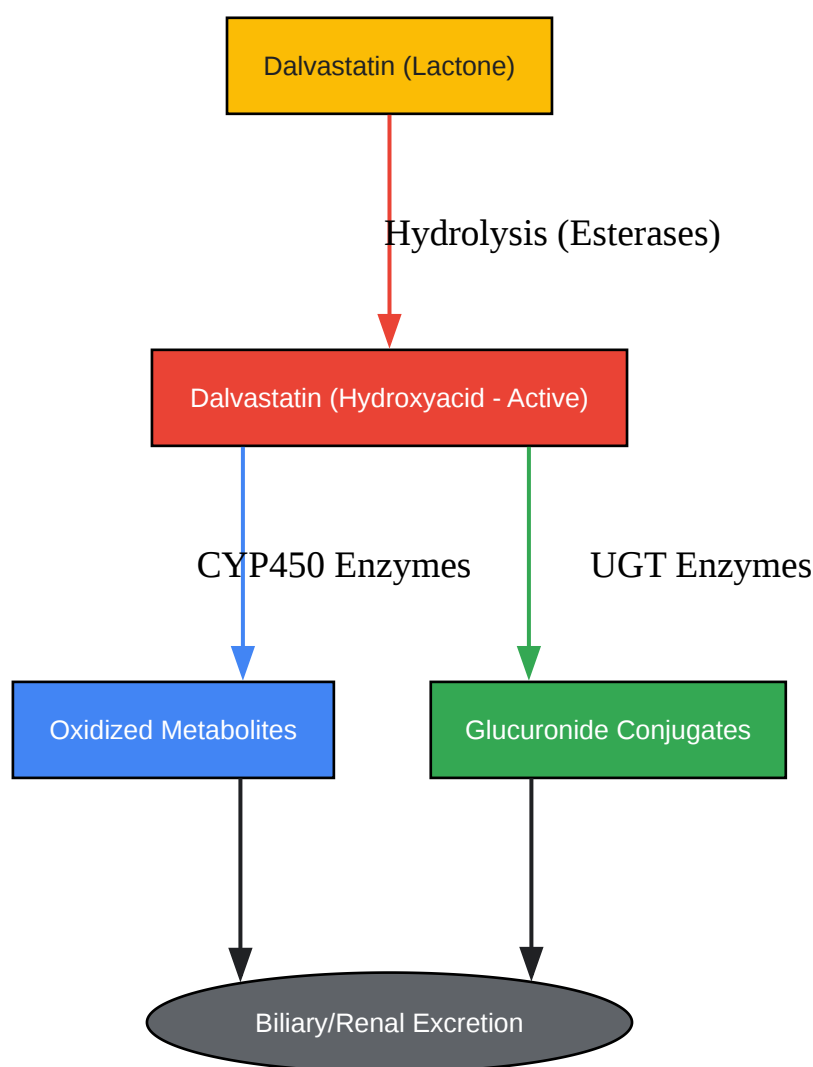 Dalvastatin (Lactone)
Hydrolysis (Esterases)
Dalvastatin (Hydroxyacid - Active)
CYP450 Enzymes
UGT Enzymes
Oxidized Metabolites
Glucuronide Conjugates
Biliary/Renal Excretion